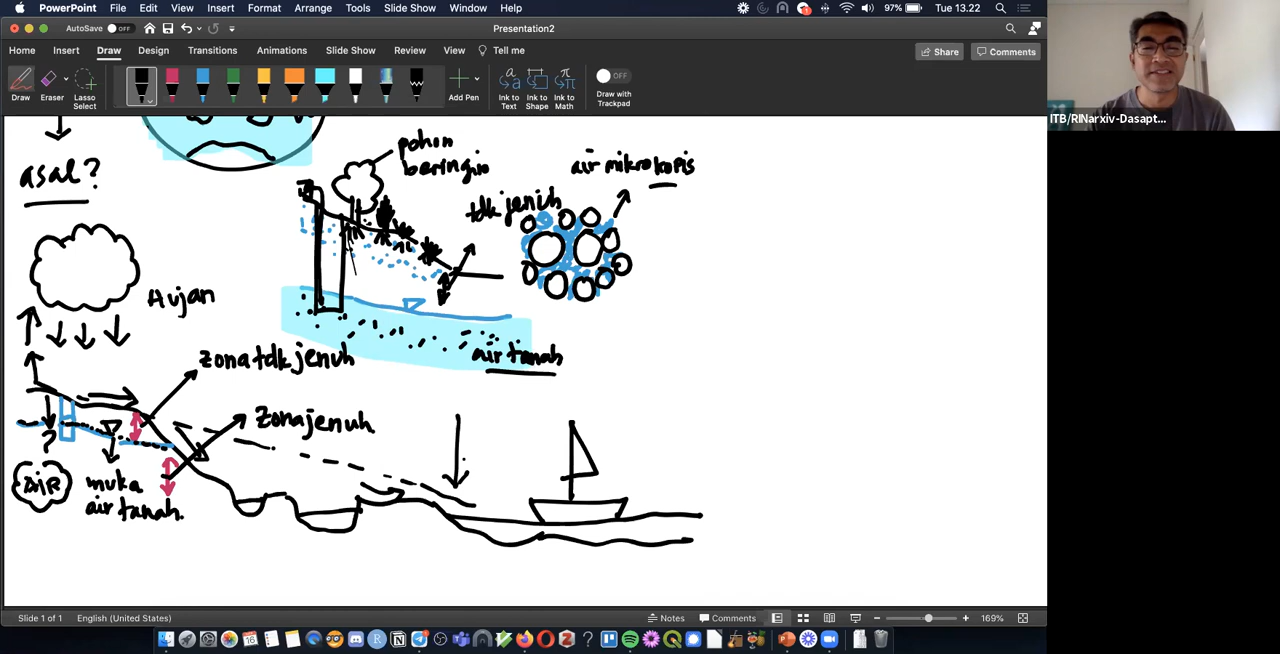 PowerPoint File Edit View Insert Format Arrange Tools Slide Show Window Help
97% Tue 13.22
AutoSave OFF
Presentation2
Home Insert Draw Design Transitions Animations Slide Show Review View Tell me
Share Comments
Draw Eraser Lasso Select Add Pen Ink to Text Ink to Shape Ink to Math Draw with Trackpad
OFF
ITB/RINarxiv-Dasapt...
asal?
pohon
beringin
air mikrokopis
tdk jenuh
Hujan
air tanah
zona tdk jenuh
Zona jenuh
?
AiR
muka
air tanah.
Slide 1 of 1 English (United States) Notes Comments 169%